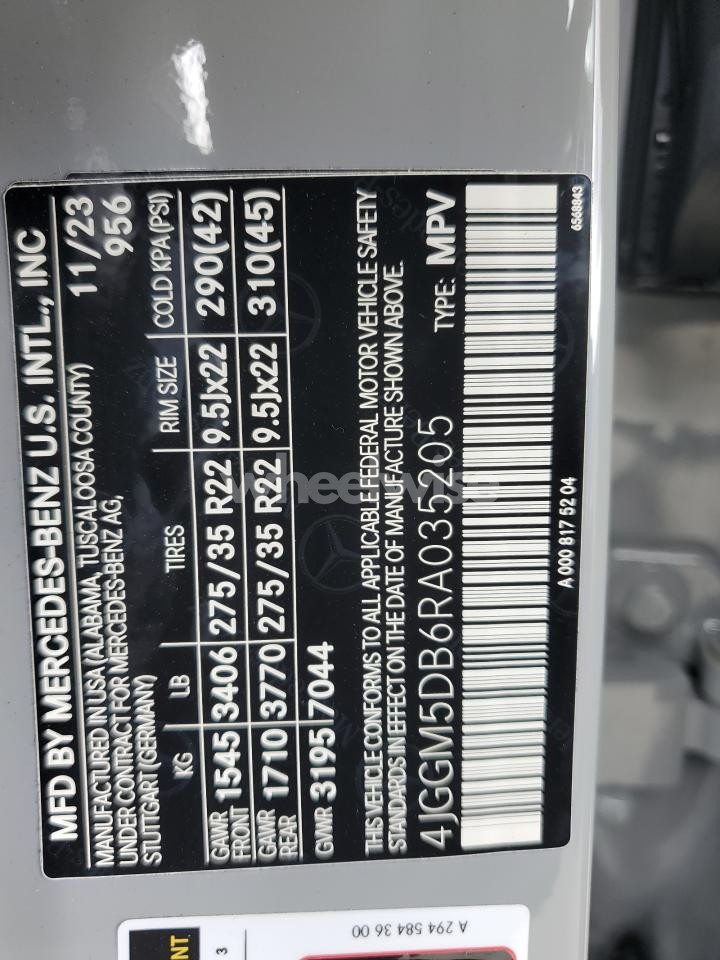 MFD BY MERCEDES-BENZ U.S. INTL., INC
MANUFACTURED IN USA (ALABAMA, TUSCALOOSA COUNTY) 11/23
UNDER CONTRACT FOR MERCEDES-BENZ AG, 956
STUTTGART (GERMANY)
KG LB TIRES RIM SIZE COLD KPA (PSI)
GAWR FRONT 1545 3406 275/35 R22 9.5Jx22 290(42)
GAWR REAR 1710 3770 275/35 R22 9.5Jx22 310(45)
GVWR 3195 7044
THIS VEHICLE CONFORMS TO ALL APPLICABLE FEDERAL MOTOR VEHICLE SAFETY
STANDARDS IN EFFECT ON THE DATE OF MANUFACTURE SHOWN ABOVE.
4JGGM5DB6RA035205 TYPE: MPV
A 000 817 52 04 6568843
A 294 584 36 00
3